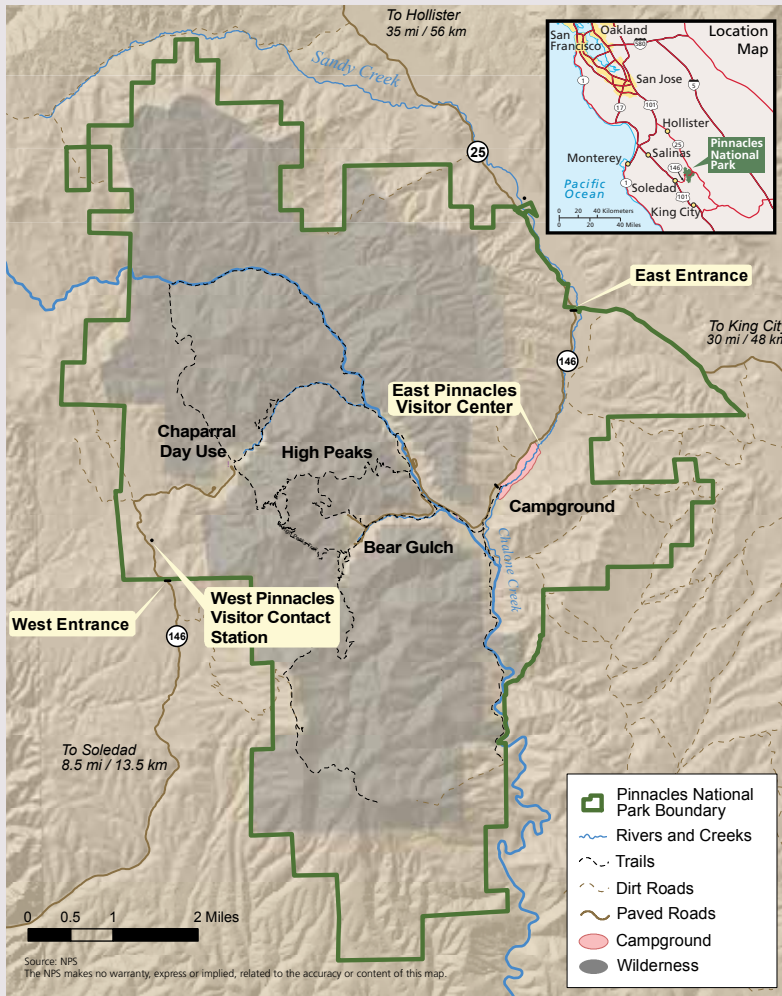 To Hollister
35 mi / 56 km
Sandy Creek
25
Location
Map
San
Francisco
Oakland
580
1
San Jose
5
17
101
Hollister
25
Monterey
Salinas
146
Pinnacles
National
Park
Pacific
Ocean
1
Soledad
101
King City
0 20 40 Kilometers
0 20 40 Miles
East Entrance
To King City
30 mi / 48 km
146
East Pinnacles
Visitor Center
Chaparral
Day Use
High Peaks
Campground
Bear Gulch
Chalone Creek
West Pinnacles
Visitor Contact
Station
West Entrance
146
To Soledad
8.5 mi / 13.5 km
Pinnacles National
Park Boundary
Rivers and Creeks
Trails
Dirt Roads
Paved Roads
Campground
Wilderness
0 0.5 1 2 Miles
Source: NPS
The NPS makes no warranty, express or implied, related to the accuracy or content of this map.